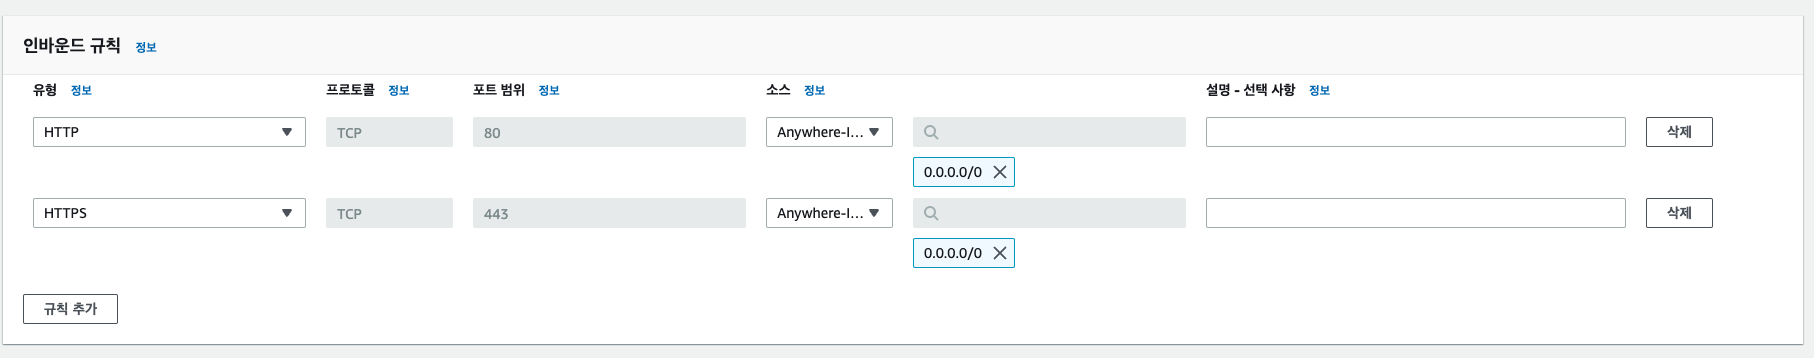 인바운드 규칙 정보
유형 정보 프로토콜 정보 포트 범위 정보 소스 정보 설명 - 선택 사항 정보
HTTP TCP 80 Anywhere-I... 삭제
0.0.0.0/0
HTTPS TCP 443 Anywhere-I... 삭제
0.0.0.0/0
규칙 추가